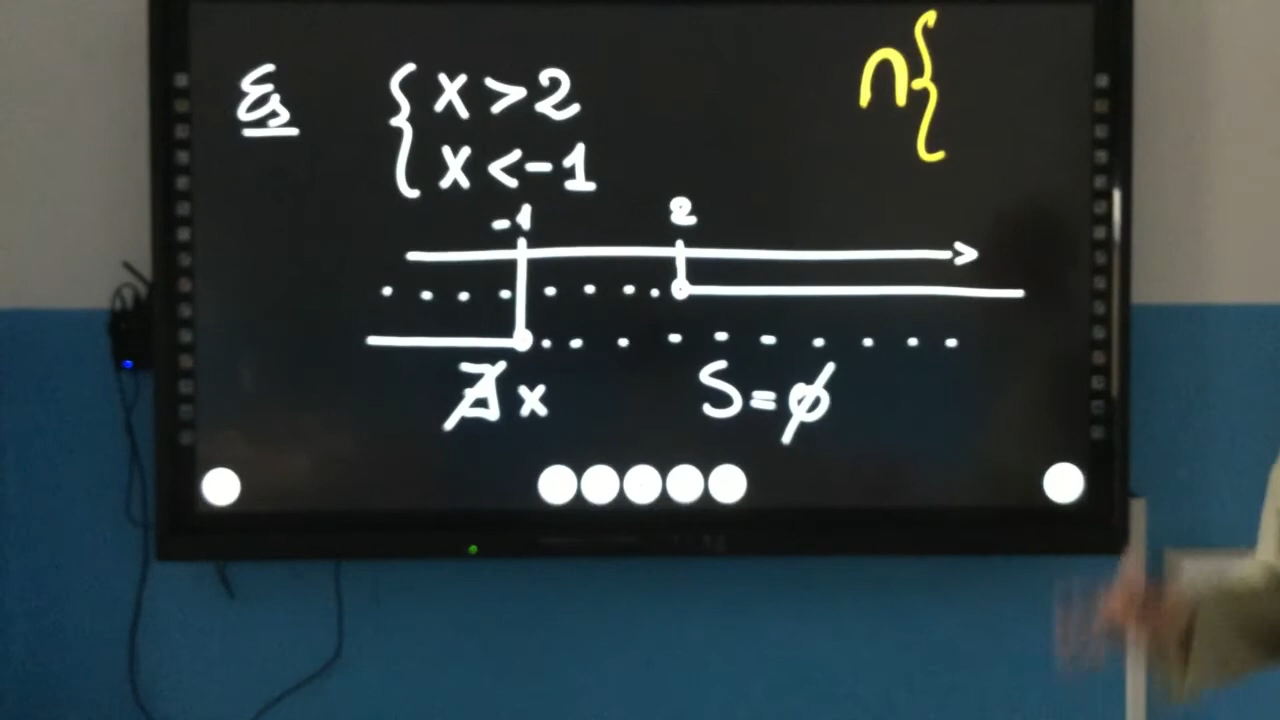 Es { x > 2
x < -1
∩{
-1 2
∄ x S = ∅